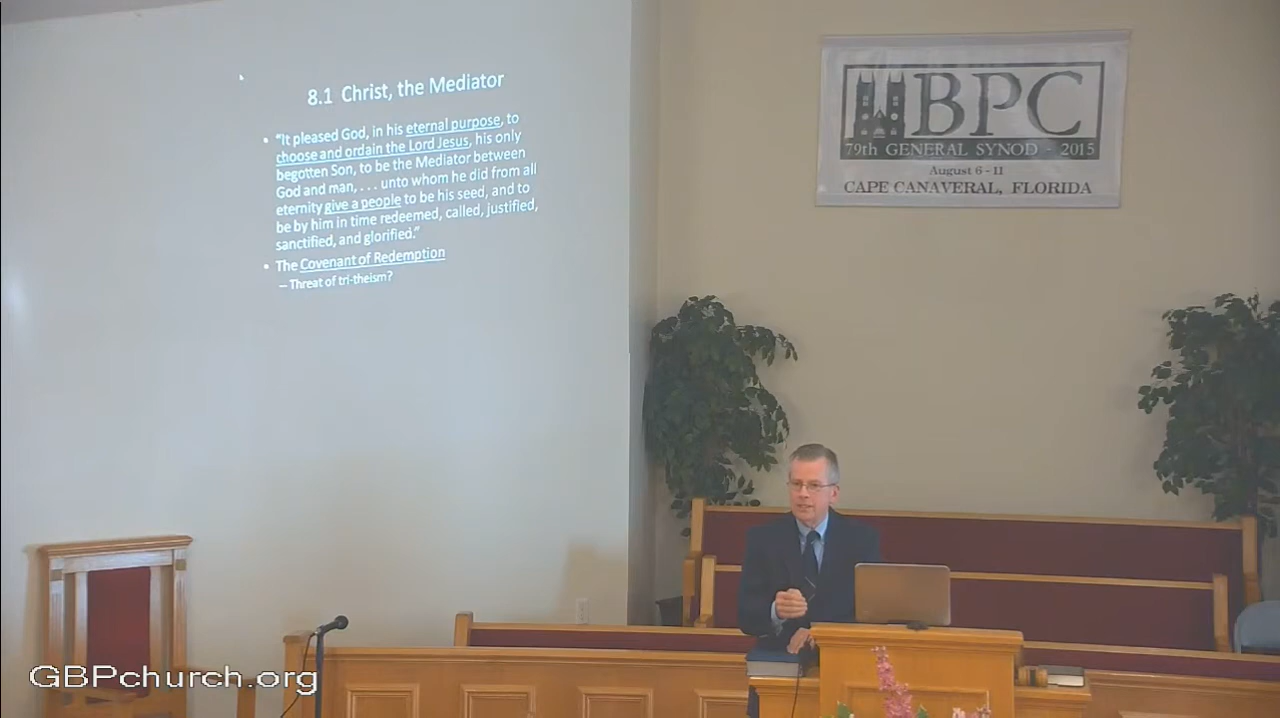 8.1 Christ, the Mediator
• "It pleased God, in his eternal purpose, to
choose and ordain the Lord Jesus, his only
begotten Son, to be the Mediator between
God and man, . . . unto whom he did from all
eternity give a people to be his seed, and to
be by him in time redeemed, called, justified,
sanctified, and glorified."
• The Covenant of Redemption
– Threat of tri-theism?
BPC
79th GENERAL SYNOD - 2015
August 6 - 11
CAPE CANAVERAL, FLORIDA
GBPchurch.org